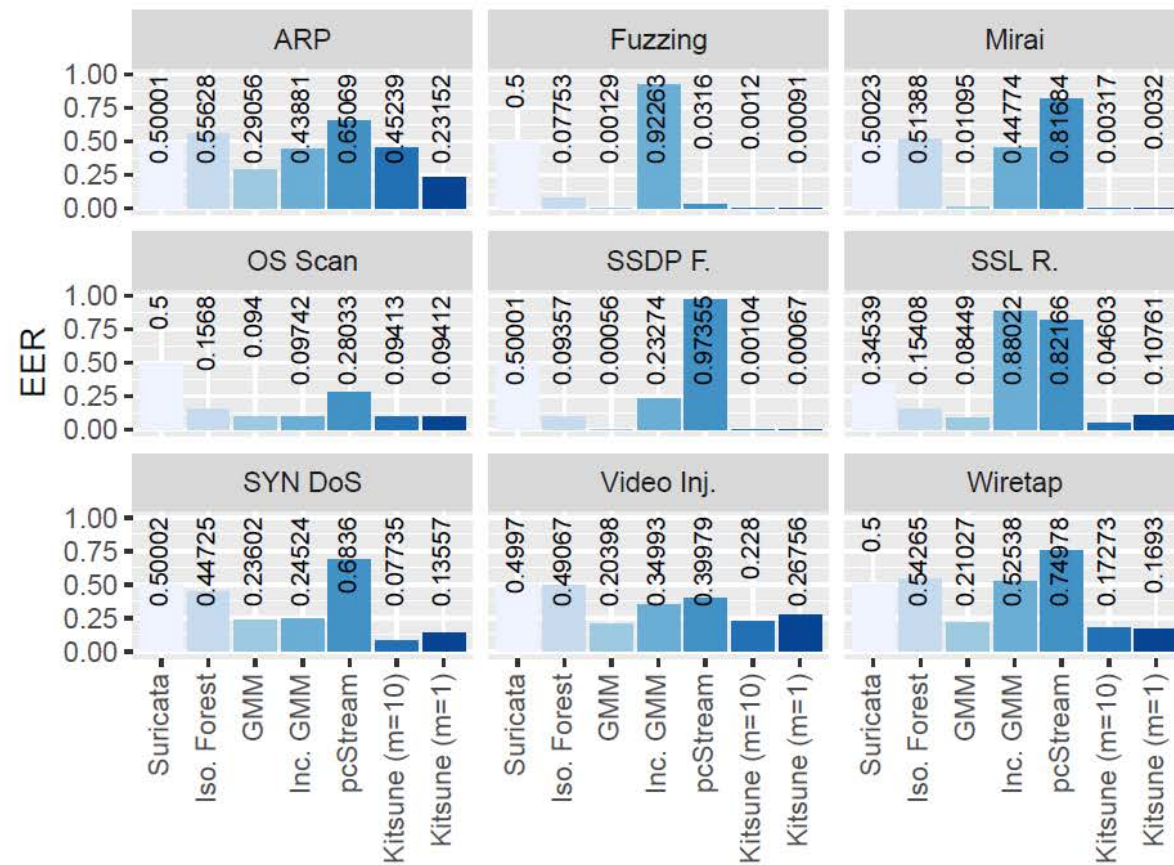 ARP
Fuzzing
Mirai
1.00
0.75
0.50
0.25
0.00
0.50001
0.55628
0.29056
0.43881
0.65069
0.45239
0.23152
0.5
0.07753
0.00129
0.92263
0.0316
0.00012
0.000091
0.50023
0.51388
0.01095
0.44774
0.81684
0.00317
0.00032
OS Scan
SSDP F.
SSL R.
1.00
0.75
0.50
0.25
0.00
0.5
0.1568
0.094
0.09742
0.28033
0.09413
0.09412
0.50001
0.09357
0.00056
0.23274
0.97355
0.00104
0.00067
0.34539
0.15408
0.08449
0.88022
0.82166
0.04603
0.10761
EER
SYN DoS
Video Inj.
Wiretap
1.00
0.75
0.50
0.25
0.00
0.50002
0.44725
0.23602
0.24524
0.6836
0.07735
0.13557
0.4997
0.49067
0.20398
0.34993
0.39979
0.228
0.26756
0.5
0.54265
0.21027
0.52538
0.74978
0.17273
0.1693
Suricata
Iso. Forest
GMM
Inc. GMM
pcStream
Kitsune (m=10)
Kitsune (m=1)
Suricata
Iso. Forest
GMM
Inc. GMM
pcStream
Kitsune (m=10)
Kitsune (m=1)
Suricata
Iso. Forest
GMM
Inc. GMM
pcStream
Kitsune (m=10)
Kitsune (m=1)